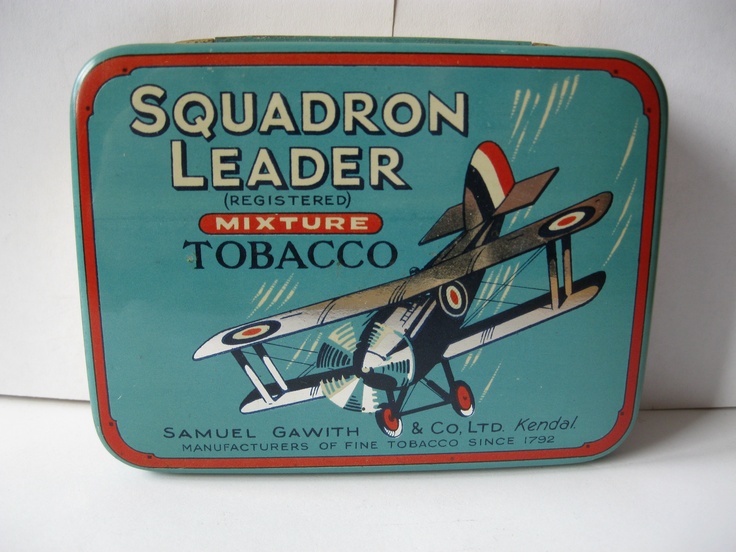 SQUADRON
LEADER
(REGISTERED)
MIXTURE
TOBACCO
SAMUEL GAWITH & CO, LTD. Kendal.
MANUFACTURERS OF FINE TOBACCO SINCE 1792